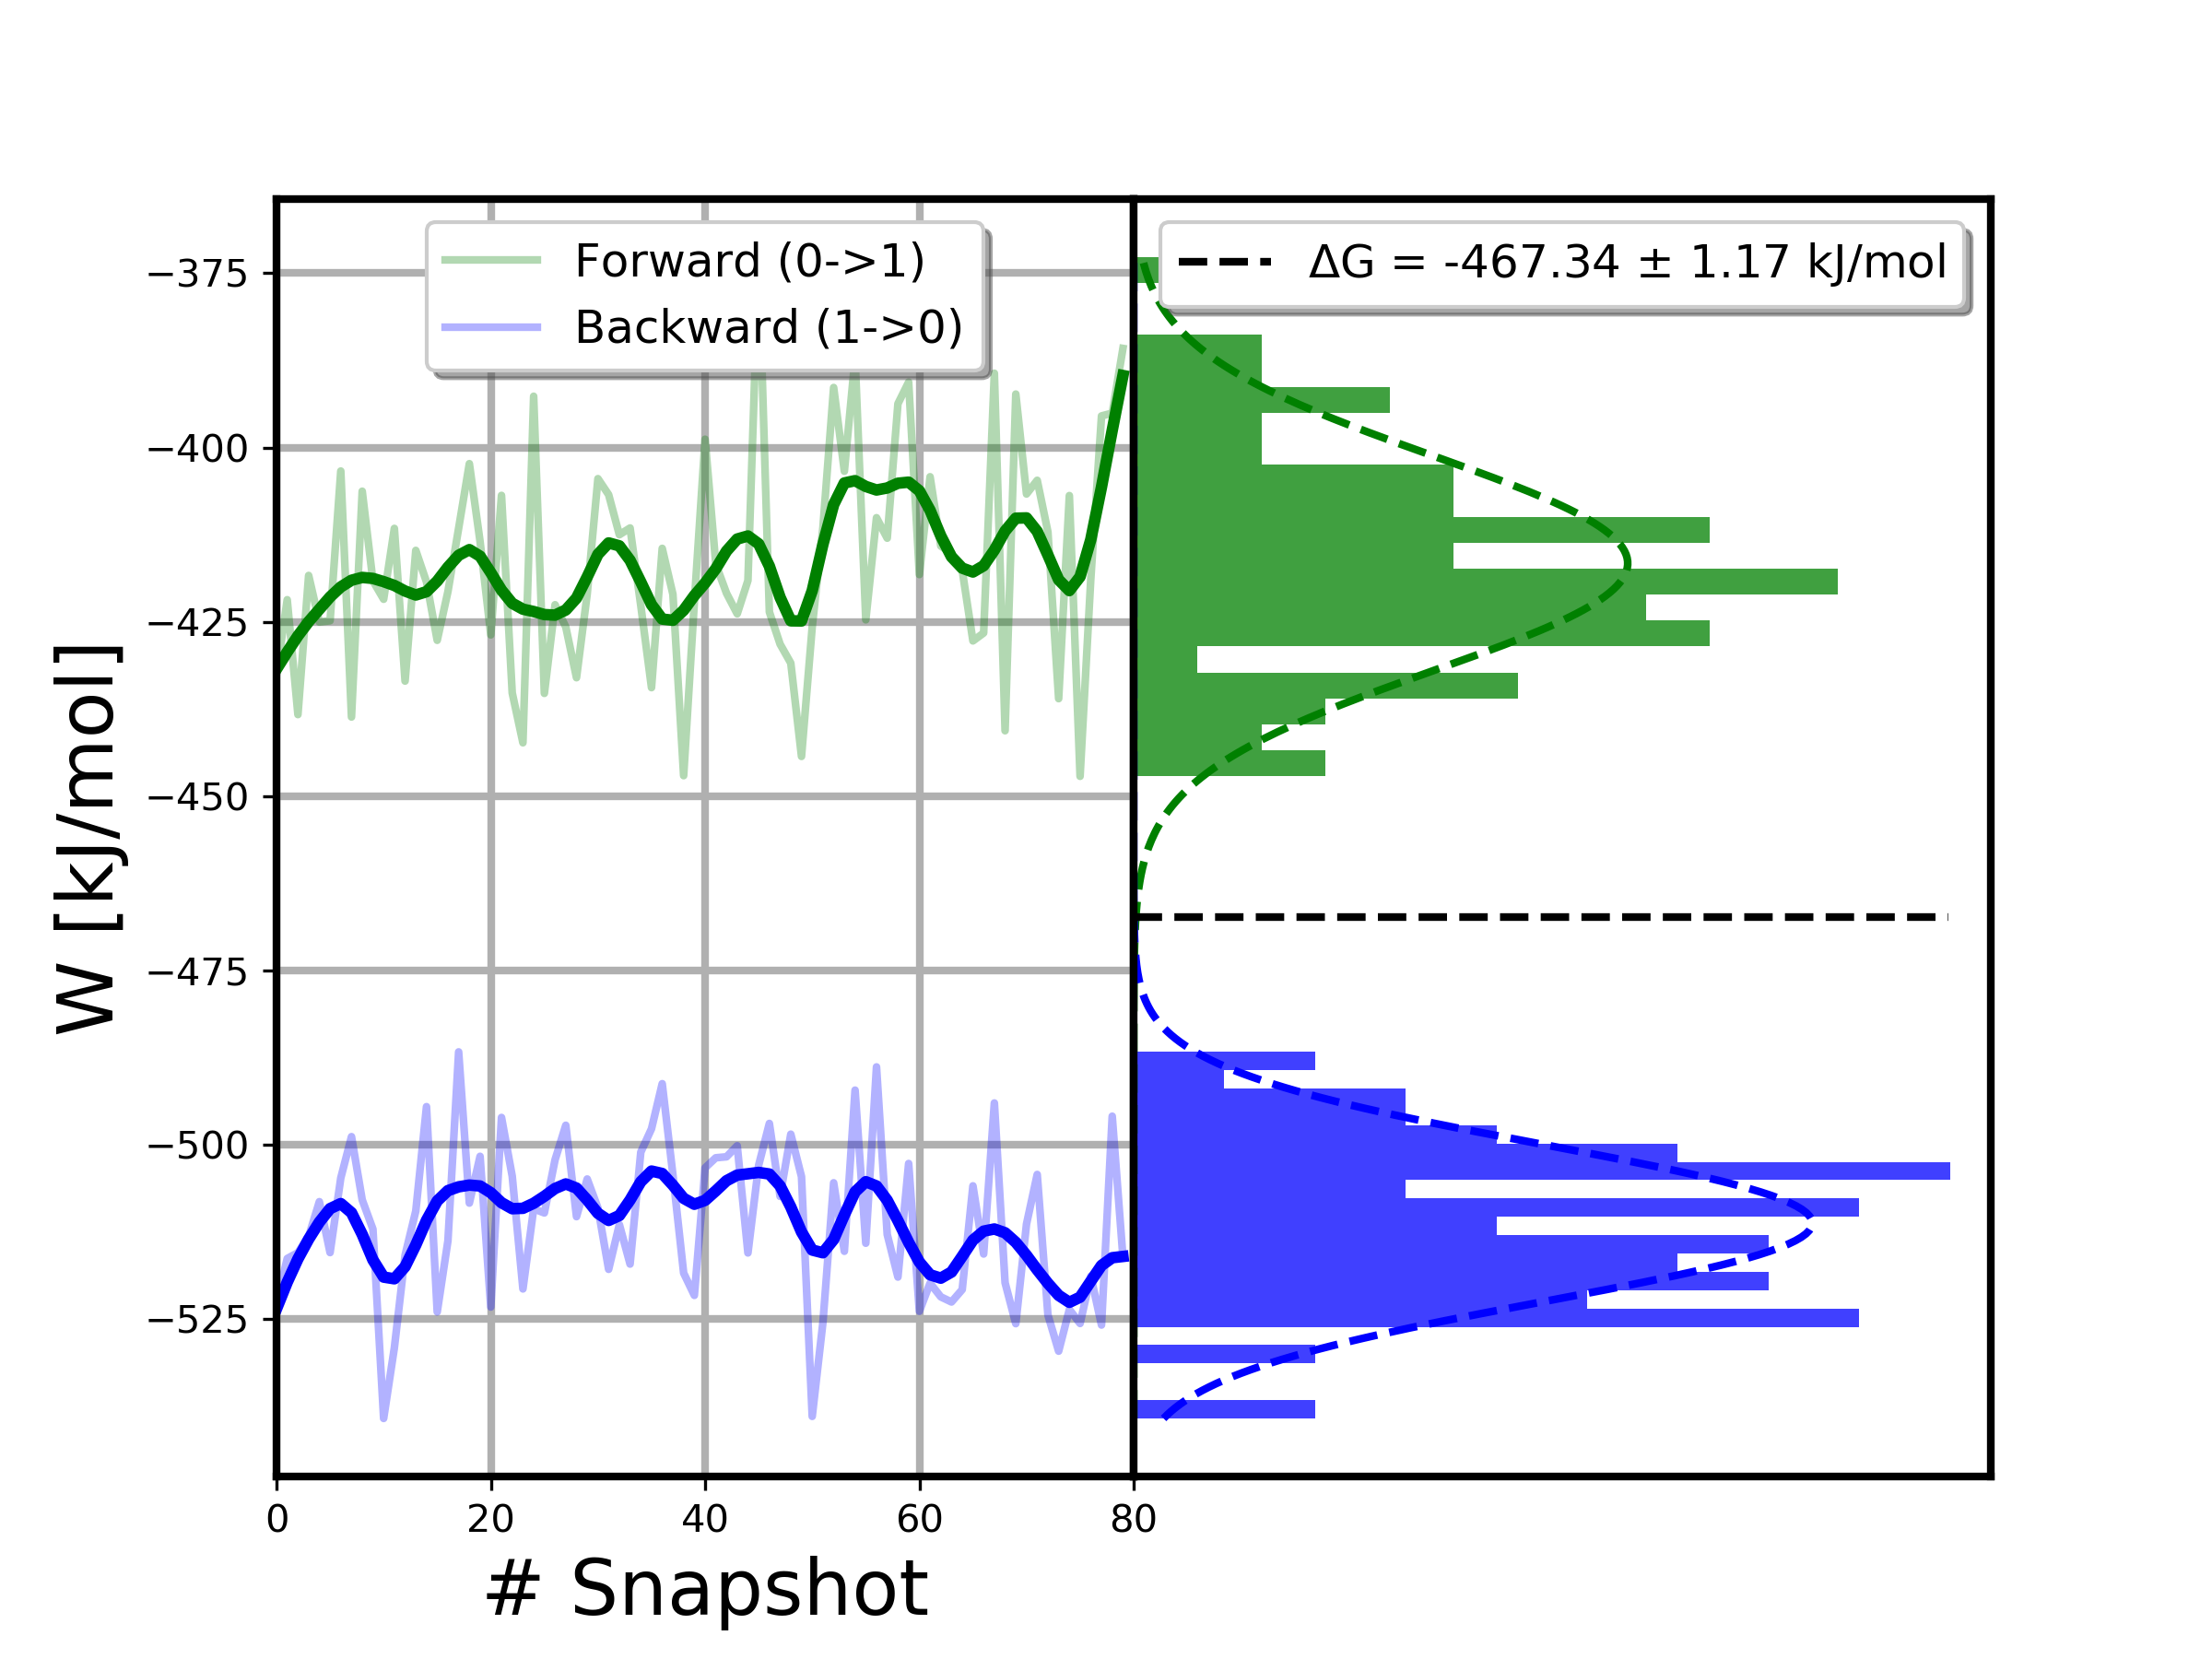 Forward (0->1)
Backward (1->0)
ΔG = -467.34 ± 1.17 kJ/mol
W [kJ/mol]
−375
−400
−425
−450
−475
−500
−525
0 20 40 60 80
# Snapshot